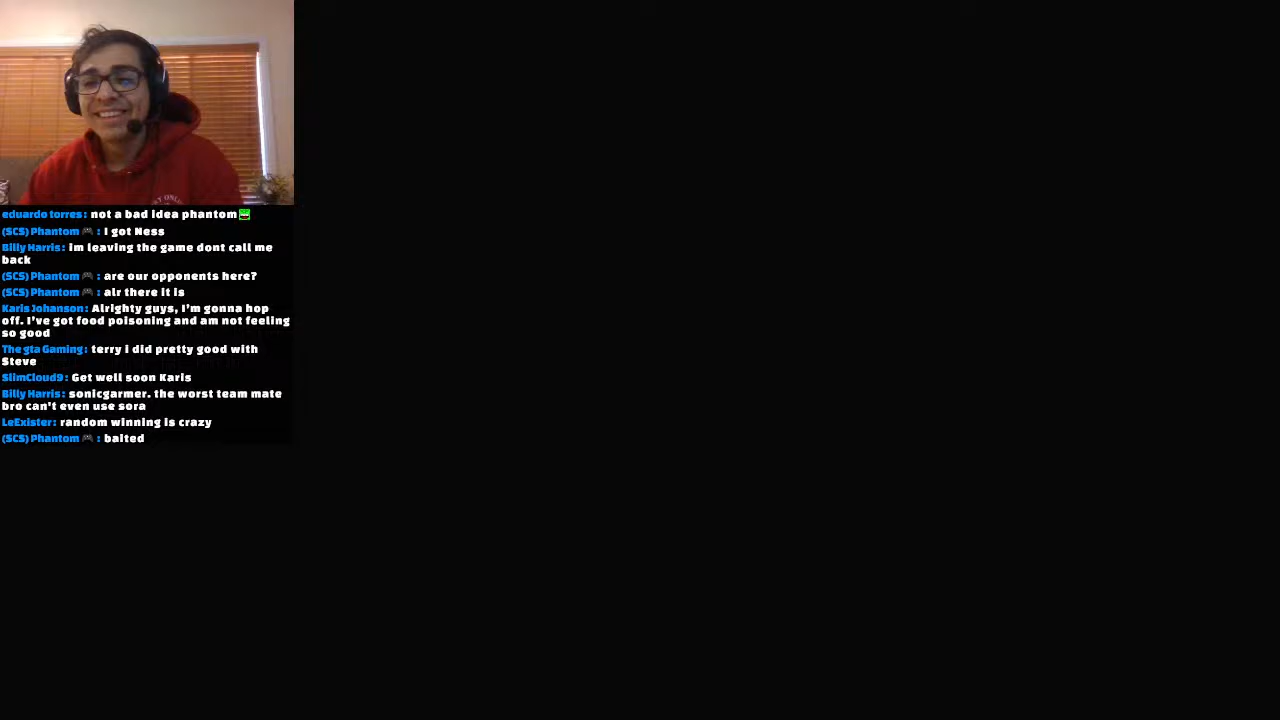 eduardo torres: not a bad idea phantom
(SCS) Phantom 🎮 : I got Ness
Billy Harris: im leaving the game dont call me
back
(SCS) Phantom 🎮 : are our opponents here?
(SCS) Phantom 🎮 : alr there it is
Karis Johanson: Alrighty guys, I'm gonna hop
off. I've got food poisoning and am not feeling
so good
The gta Gaming: terry i did pretty good with
Steve
SlimCloud9: Get well soon Karis
Billy Harris: sonicgarmer. the worst team mate
bro can't even use sora
LeExister: random winning is crazy
(SCS) Phantom 🎮 : baited